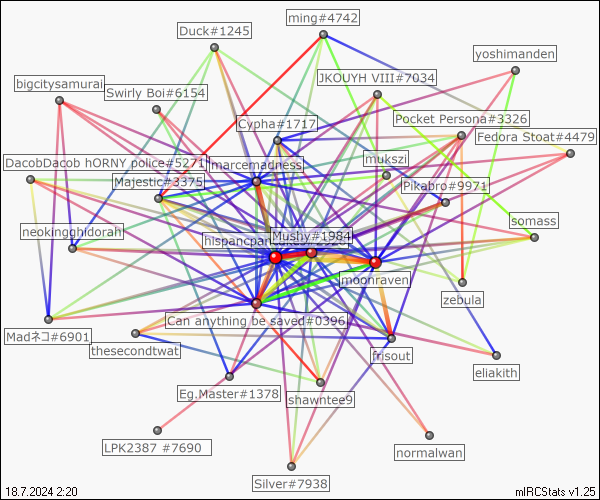 ming#4742
Duck#1245
yoshimanden
JKOUYH VIII#7034
bigcitysamurai
Swirly Boi#6154
Pocket Persona#3326
Cypha#1717
Fedora Stoat#4479
mukszi
DacobDacob hORNY police#5271
marcemadness
Majestic#3375
Pikabro#9971
somass
neokingghidorah
Mushy#1984
moonraven
zebula
Can anything be saved#0396
Madネコ#6901
thesecondtwat
frisout
eliakith
Eg.Master#1378
shawntee9
LPK2387 #7690
normalwan
Silver#7938
18.7.2024 2:20
mIRCStats v1.25